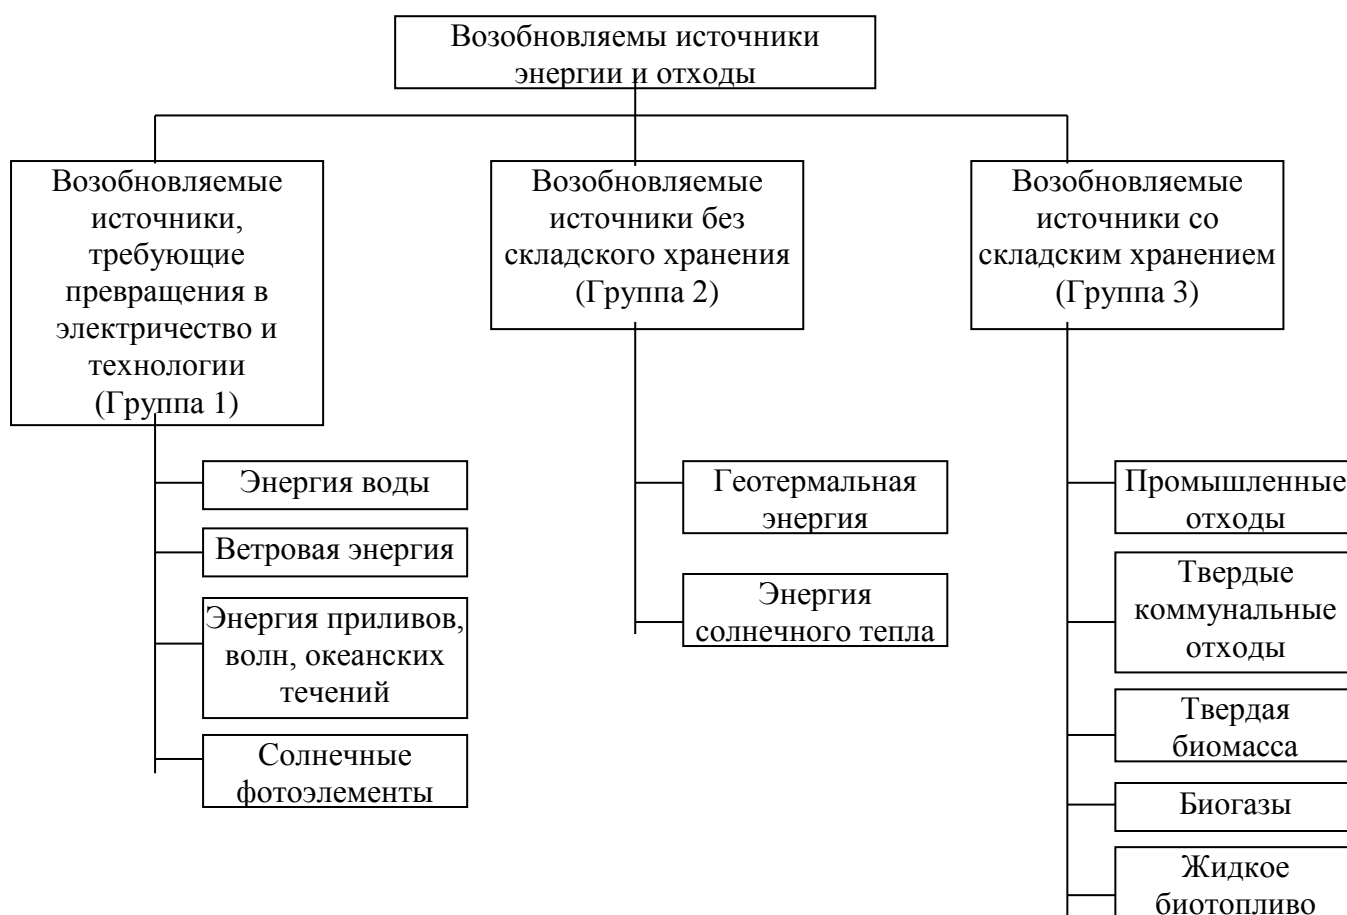 Возобновляемы источники
энергии и отходы
Возобновляемые
источники,
требующие
превращения в
электричество и
технологии
(Группа 1)
Возобновляемые
источники без
складского хранения
(Группа 2)
Возобновляемые
источники со
складским хранением
(Группа 3)
Энергия воды
Ветровая энергия
Энергия приливов,
волн, океанских
течений
Солнечные
фотоэлементы
Геотермальная
энергия
Энергия
солнечного тепла
Промышленные
отходы
Твердые
коммунальные
отходы
Твердая
биомасса
Биогазы
Жидкое
биотопливо